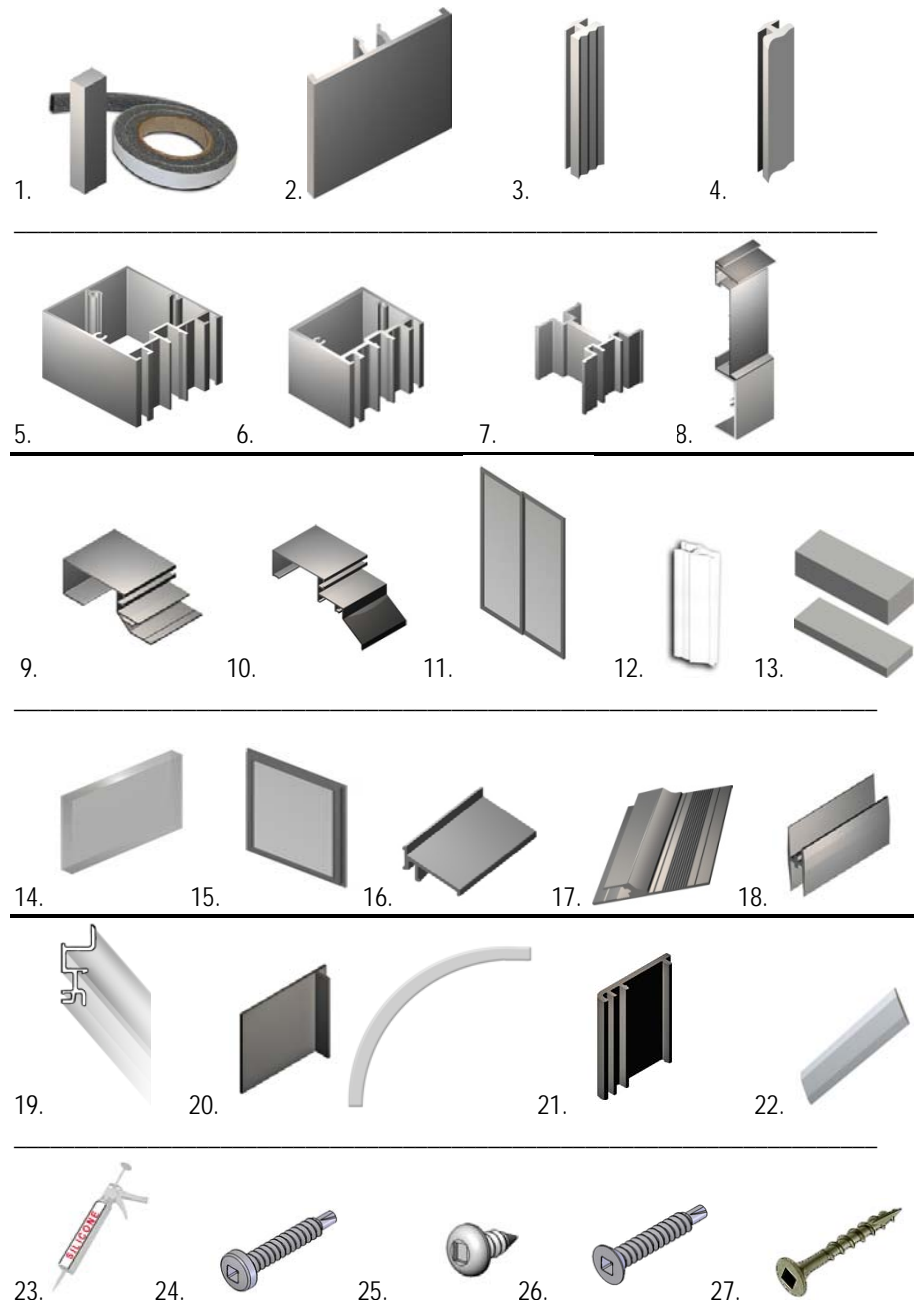 1. 2. 3. 4.
5. 6. 7. 8.
9. 10. 11. 12. 13.
14. 15. 16. 17. 18.
19. 20. 21. 22.
SILICONE
23. 24. 25. 26. 27.